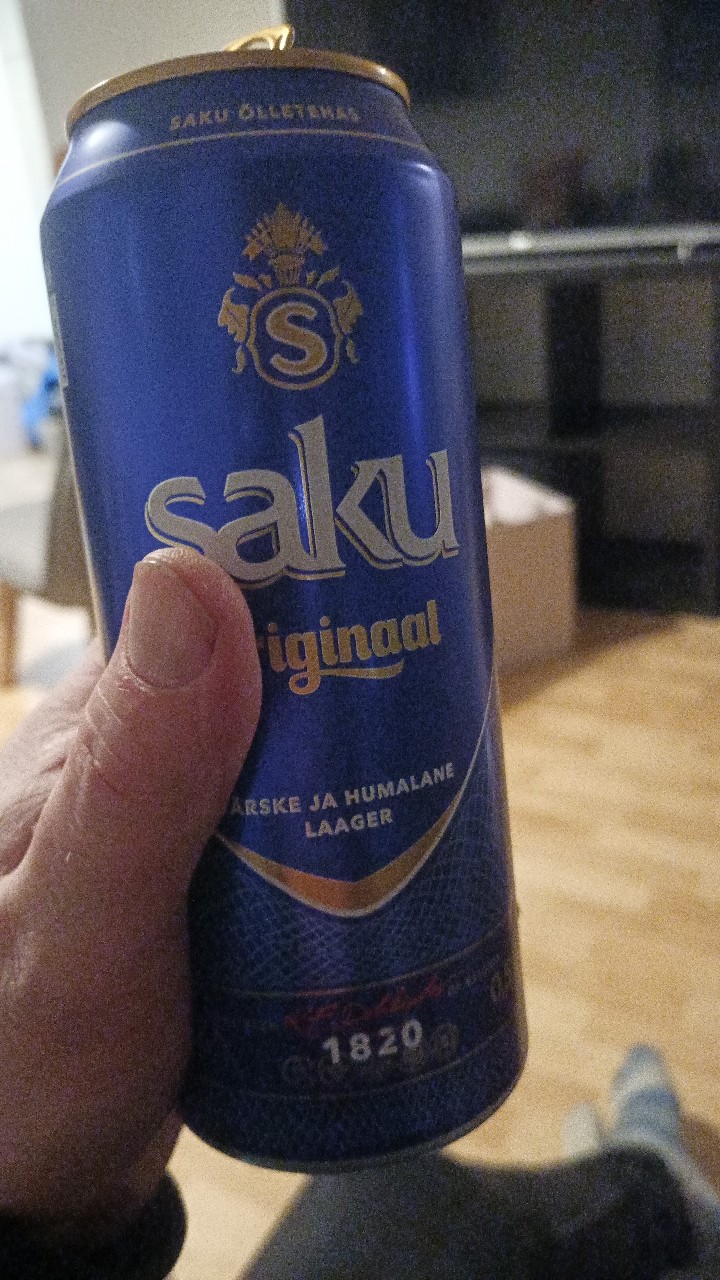 SAKU ÕLLETEHAS
S
saku
riginaal
ÄRSKE JA HUMALANE
LAAGER
1820